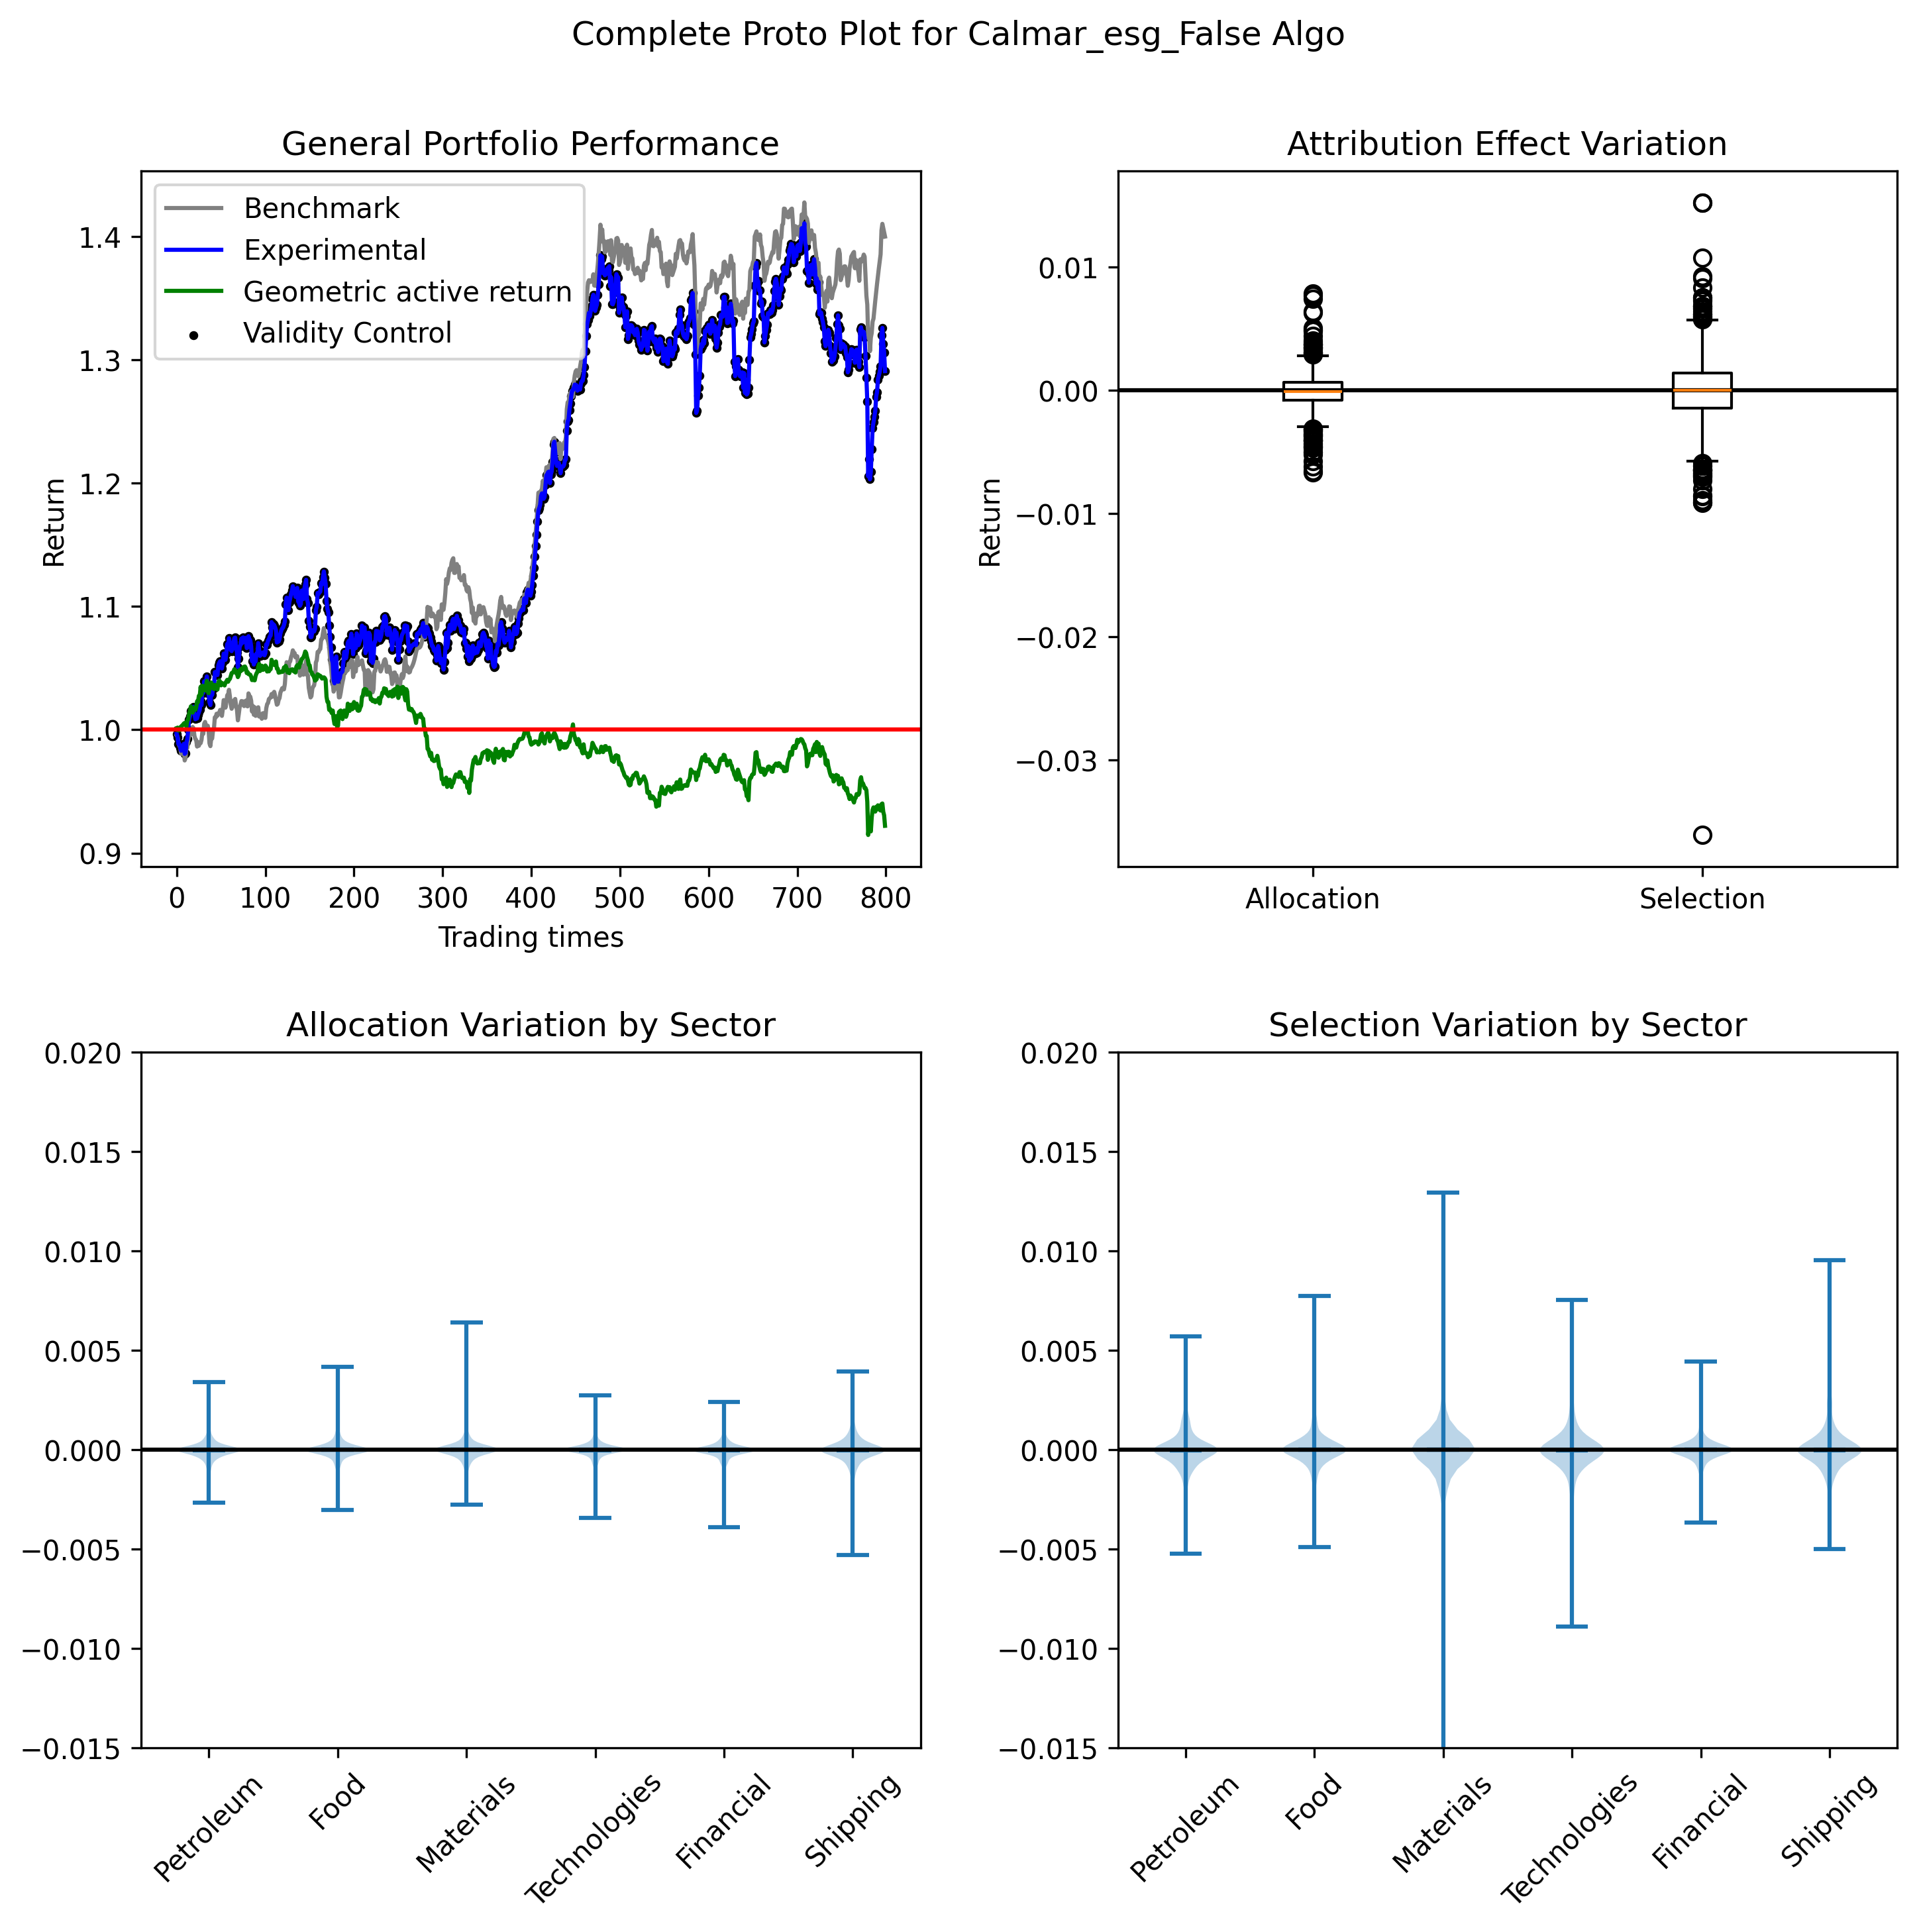 Complete Proto Plot for Calmar_esg_False Algo
General Portfolio Performance
Benchmark
Experimental
Geometric active return
Validity Control
Return
1.4
1.3
1.2
1.1
1.0
0.9
0 100 200 300 400 500 600 700 800
Trading times
Attribution Effect Variation
Return
0.01
0.00
−0.01
−0.02
−0.03
Allocation Selection
Allocation Variation by Sector
0.020
0.015
0.010
0.005
0.000
−0.005
−0.010
−0.015
Petroleum Food Materials Technologies Financial Shipping
Selection Variation by Sector
0.020
0.015
0.010
0.005
0.000
−0.005
−0.010
−0.015
Petroleum Food Materials Technologies Financial Shipping